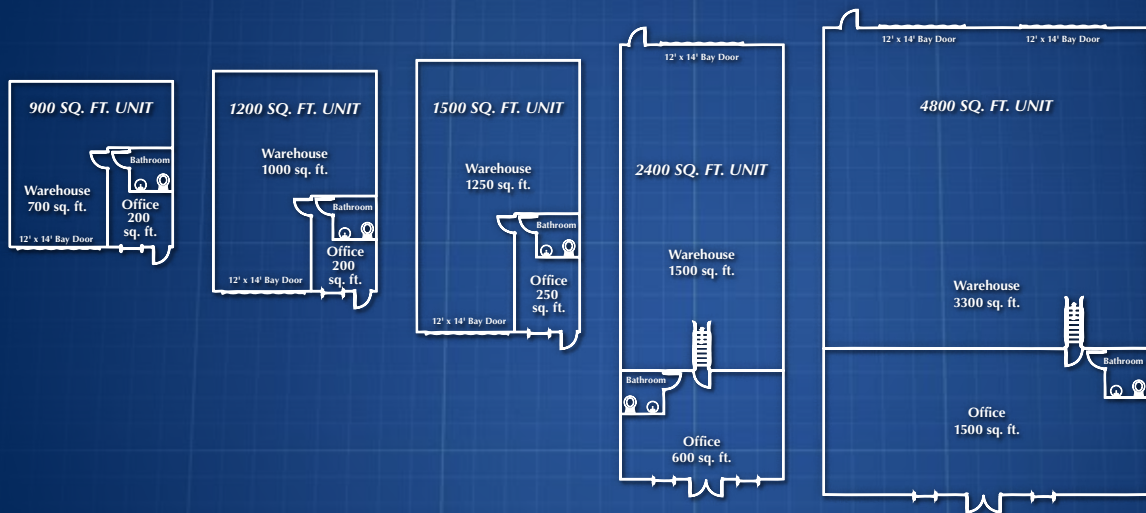 900 SQ. FT. UNIT
Bathroom
Warehouse
700 sq. ft.
Office
200
sq. ft.
12' x 14' Bay Door
1200 SQ. FT. UNIT
Warehouse
1000 sq. ft.
Bathroom
Office
200
sq. ft.
12' x 14' Bay Door
1500 SQ. FT. UNIT
Warehouse
1250 sq. ft.
Bathroom
Office
250
sq. ft.
12' x 14' Bay Door
12' x 14' Bay Door
2400 SQ. FT. UNIT
Warehouse
1500 sq. ft.
Bathroom
Office
600 sq. ft.
12' x 14' Bay Door
12' x 14' Bay Door
4800 SQ. FT. UNIT
Warehouse
3300 sq. ft.
Bathroom
Office
1500 sq. ft.